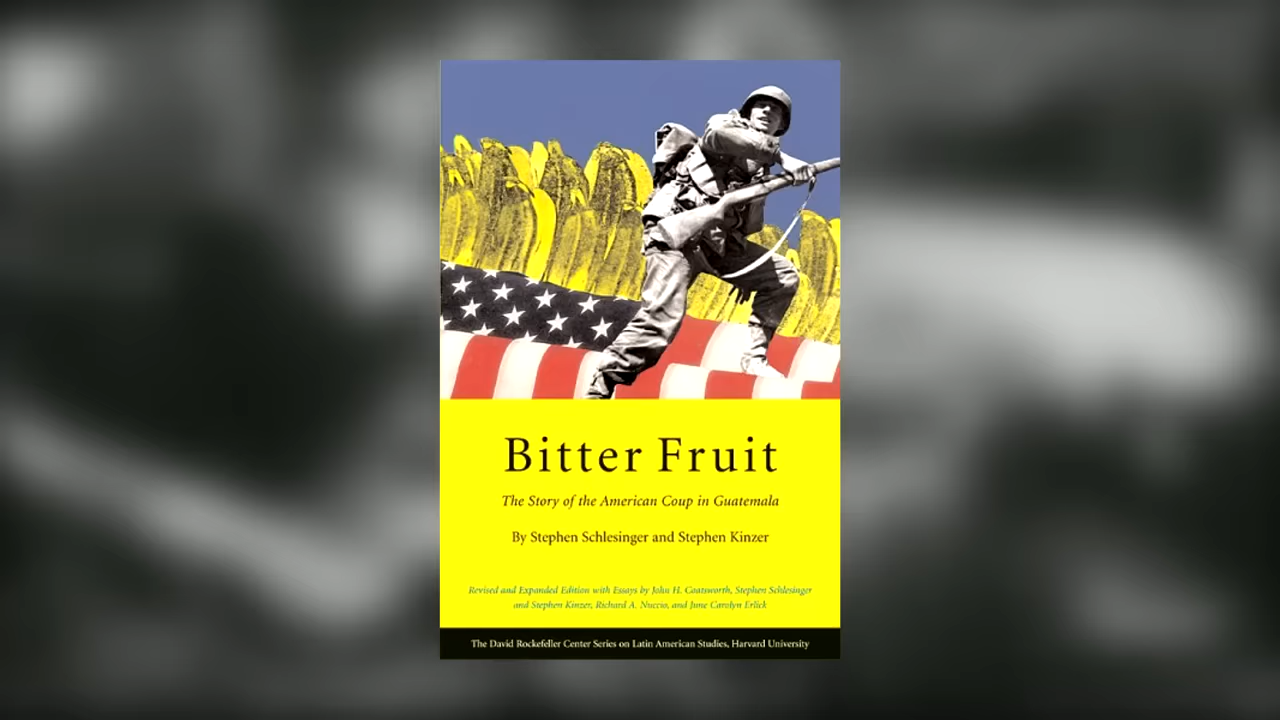 Bitter Fruit
The Story of the American Coup in Guatemala
By Stephen Schlesinger and Stephen Kinzer
Revised and Expanded Edition with Essays by John H. Coatsworth, Stephen Schlesinger
and Stephen Kinzer, Richard A. Nuccio, and June Carolyn Erlick
The David Rockefeller Center Series on Latin American Studies, Harvard University